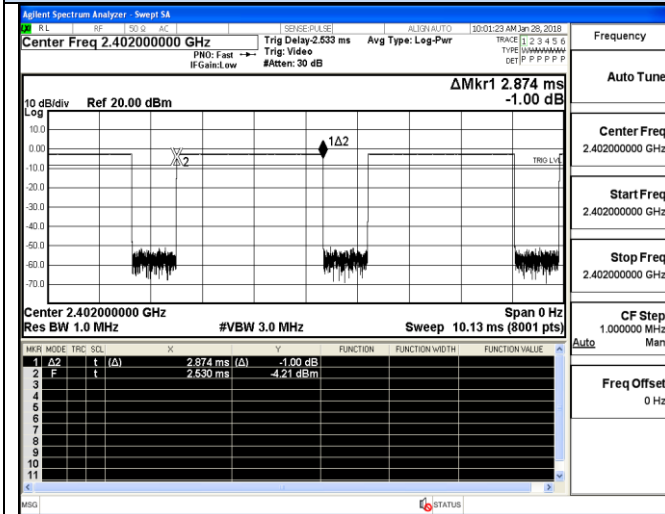 Agilent Spectrum Analyzer - Swept SA
RL RF 50 Ω AC SENSE:PULSE ALIGN AUTO 10:01:23 AM Jan 28, 2018
Center Freq 2.402000000 GHz Trig Delay-2.533 ms Avg Type: Log-Pwr TRACE 1 2 3 4 5 6
PNO: Fast Trig: Video TYPE
IFGain:Low #Atten: 30 dB DET P P P P P P
ΔMkr1 2.874 ms
10 dB/div Ref 20.00 dBm -1.00 dB
Log
10.0
0.00
-10.0
-20.0
-30.0
-40.0
-50.0
-60.0
-70.0
1Δ2
2
TRIG LVL
Center 2.402000000 GHz Span 0 Hz
Res BW 1.0 MHz #VBW 3.0 MHz Sweep 10.13 ms (8001 pts)
MKR MODE TRC SCL X Y FUNCTION FUNCTION WIDTH FUNCTION VALUE
1 Δ2 t (Δ) 2.874 ms (Δ) -1.00 dB
2 F t 2.530 ms -4.21 dBm
3
4
5
6
7
8
9
10
11
MSG STATUS
Frequency
Auto Tune
Center Freq
2.402000000 GHz
Start Freq
2.402000000 GHz
Stop Freq
2.402000000 GHz
CF Step
1.000000 MHz
Auto Man
Freq Offset
0 Hz